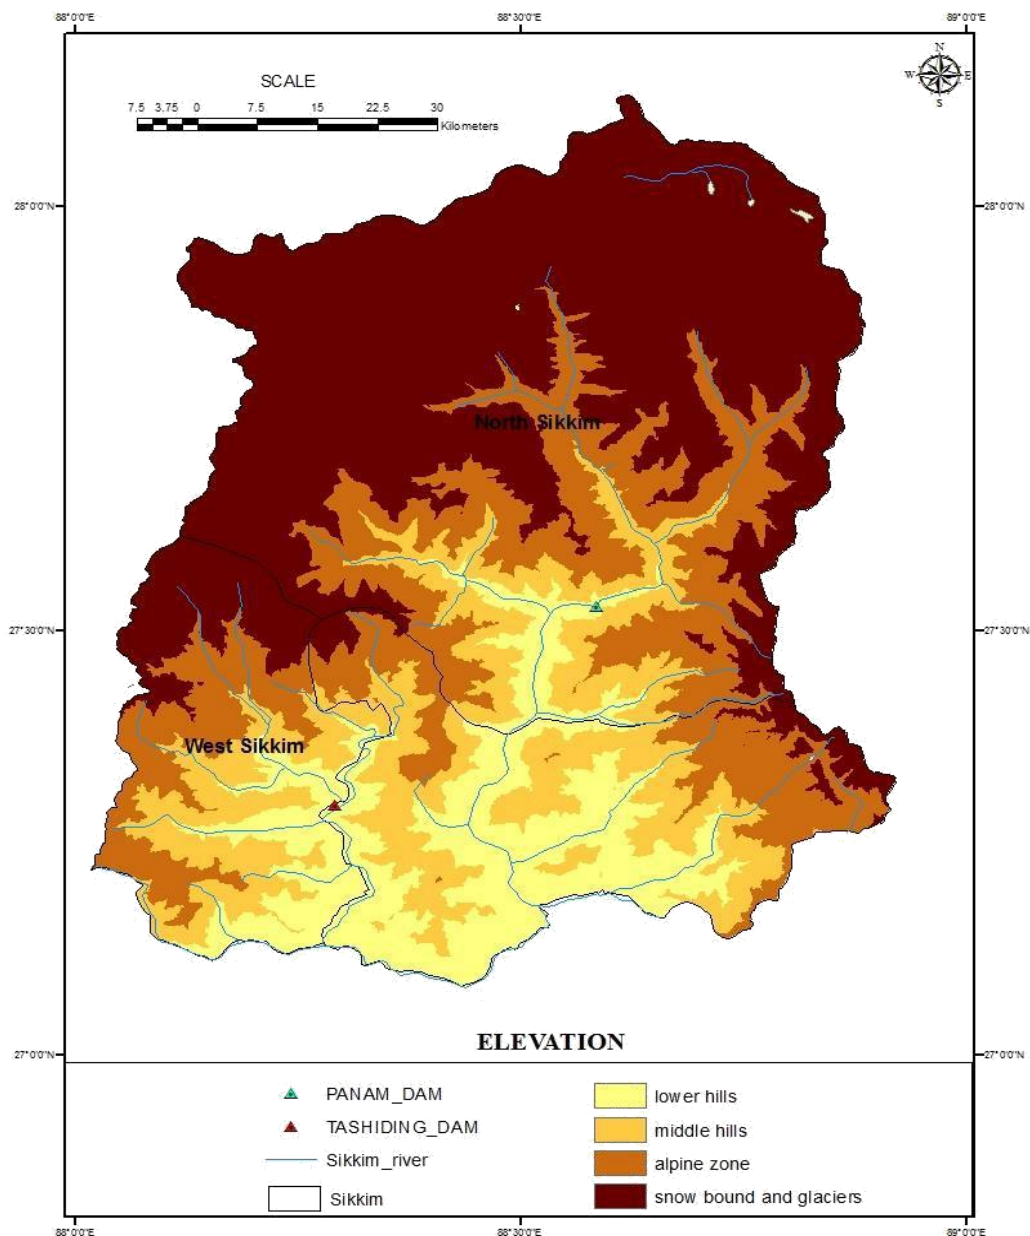 88°0'0"E 88°30'0"E 89°0'0"E
N
W E
S
SCALE
7.5 3.75 0 7.5 15 22.5 30
Kilometers
28°0'0"N 28°0'0"N
North Sikkim
27°30'0"N 27°30'0"N
West Sikkim
ELEVATION
27°0'0"N 27°0'0"N
PANAM_DAM
TASHIDING_DAM
Sikkim_river
Sikkim
lower hills
middle hills
alpine zone
snow bound and glaciers
88°0'0"E 88°30'0"E 89°0'0"E